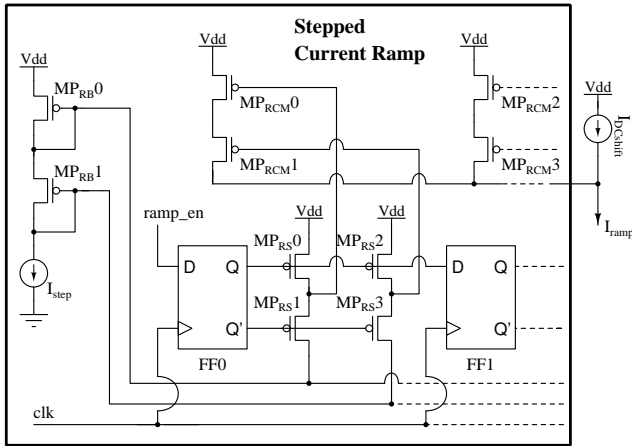 Stepped
Current Ramp
Vdd
Vdd
Vdd
Vdd
MP_RB0
MP_RCM0
MP_RCM2
I_DCshift
MP_RB1
MP_RCM1
MP_RCM3
ramp_en
Vdd
Vdd
I_ramp
MP_RS0
MP_RS2
D
Q
D
Q
I_step
MP_RS1
MP_RS3
Q'
Q'
FF0
FF1
clk